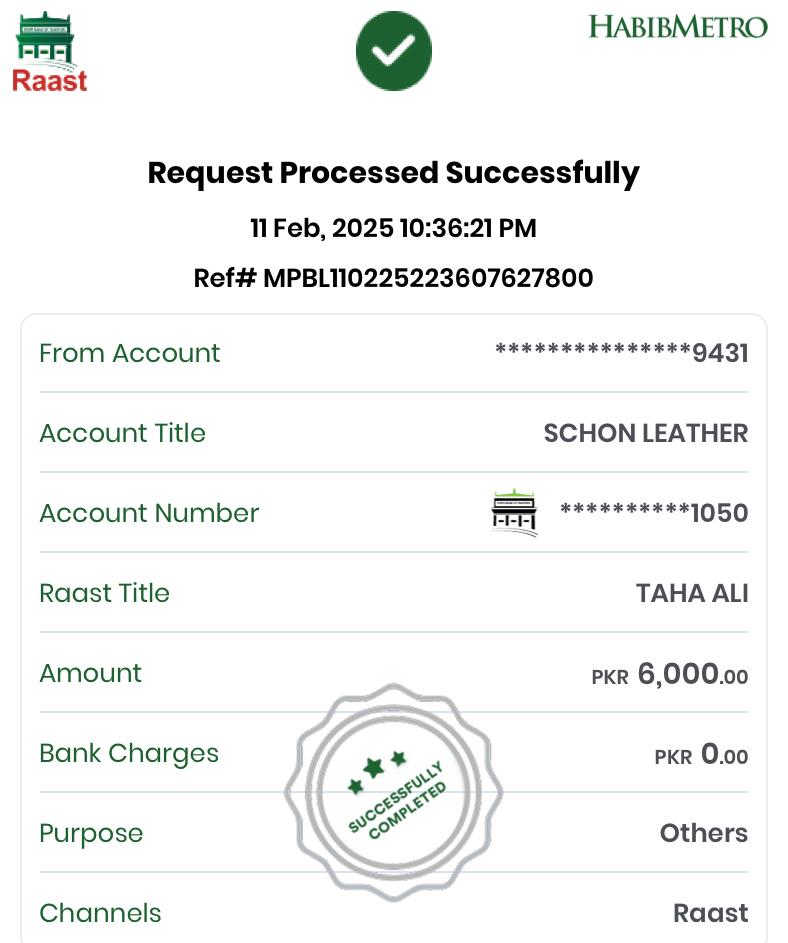 Raast
HABIBMETRO
Request Processed Successfully
11 Feb, 2025 10:36:21 PM
Ref# MPBL110225223607627800
From Account ***************9431
Account Title SCHON LEATHER
Account Number **********1050
Raast Title TAHA ALI
Amount PKR 6,000.00
Bank Charges PKR 0.00
SUCCESSFULLY
COMPLETED
Purpose Others
Channels Raast